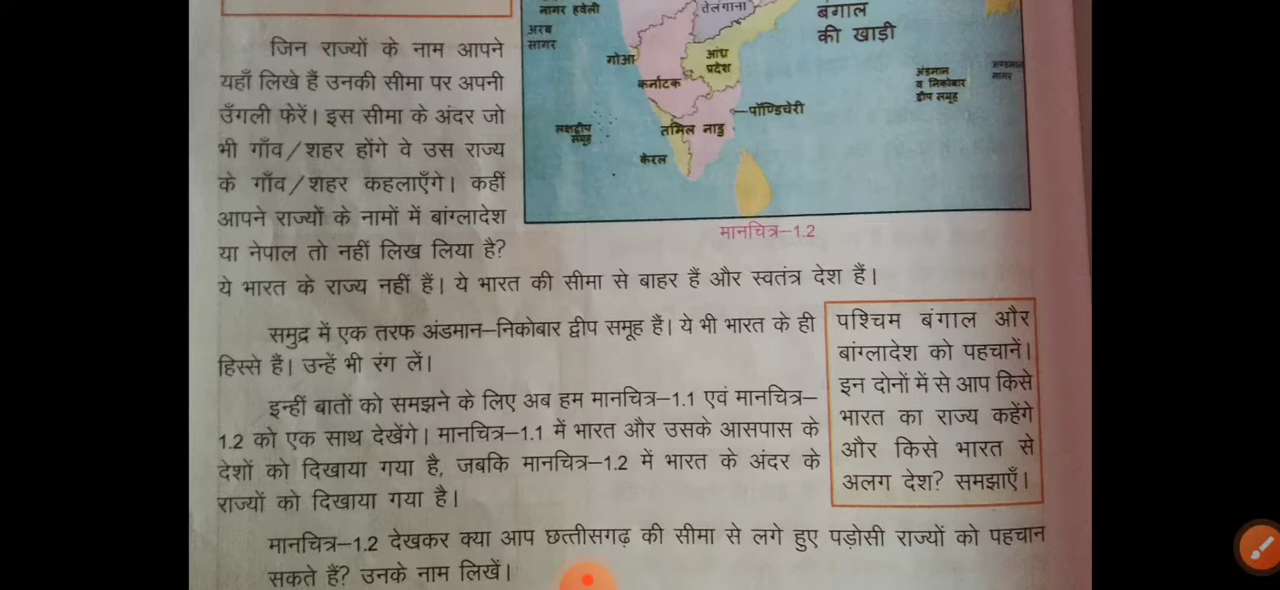 नागर हवेली
अरब
सागर
तेलंगाना
बंगाल
की खाड़ी
गोआ
आंध्र
प्रदेश
कर्नाटक
अंडमान
व निकोबार
द्वीप समूह
सागर
पॉण्डिचेरी
लक्षद्वीप
समूह
तमिल नाडु
केरल
मानचित्र–1.2
जिन राज्यों के नाम आपने
यहाँ लिखे हैं उनकी सीमा पर अपनी
उँगली फेरें। इस सीमा के अंदर जो
भी गाँव/शहर होंगे वे उस राज्य
के गाँव/शहर कहलाएँगे। कहीं
आपने राज्यों के नामों में बांग्लादेश
या नेपाल तो नहीं लिख लिया है?
ये भारत के राज्य नहीं हैं। ये भारत की सीमा से बाहर हैं और स्वतंत्र देश हैं।
समुद्र में एक तरफ अंडमान–निकोबार द्वीप समूह हैं। ये भी भारत के ही
हिस्से हैं। उन्हें भी रंग लें।
इन्हीं बातों को समझने के लिए अब हम मानचित्र–1.1 एवं मानचित्र–
1.2 को एक साथ देखेंगे। मानचित्र–1.1 में भारत और उसके आसपास के
देशों को दिखाया गया है, जबकि मानचित्र–1.2 में भारत के अंदर के
राज्यों को दिखाया गया है।
पश्चिम बंगाल और
बांग्लादेश को पहचानें।
इन दोनों में से आप किसे
भारत का राज्य कहेंगे
और किसे भारत से
अलग देश? समझाएँ।
मानचित्र–1.2 देखकर क्या आप छत्तीसगढ़ की सीमा से लगे हुए पड़ोसी राज्यों को पहचान
सकते हैं? उनके नाम लिखें।